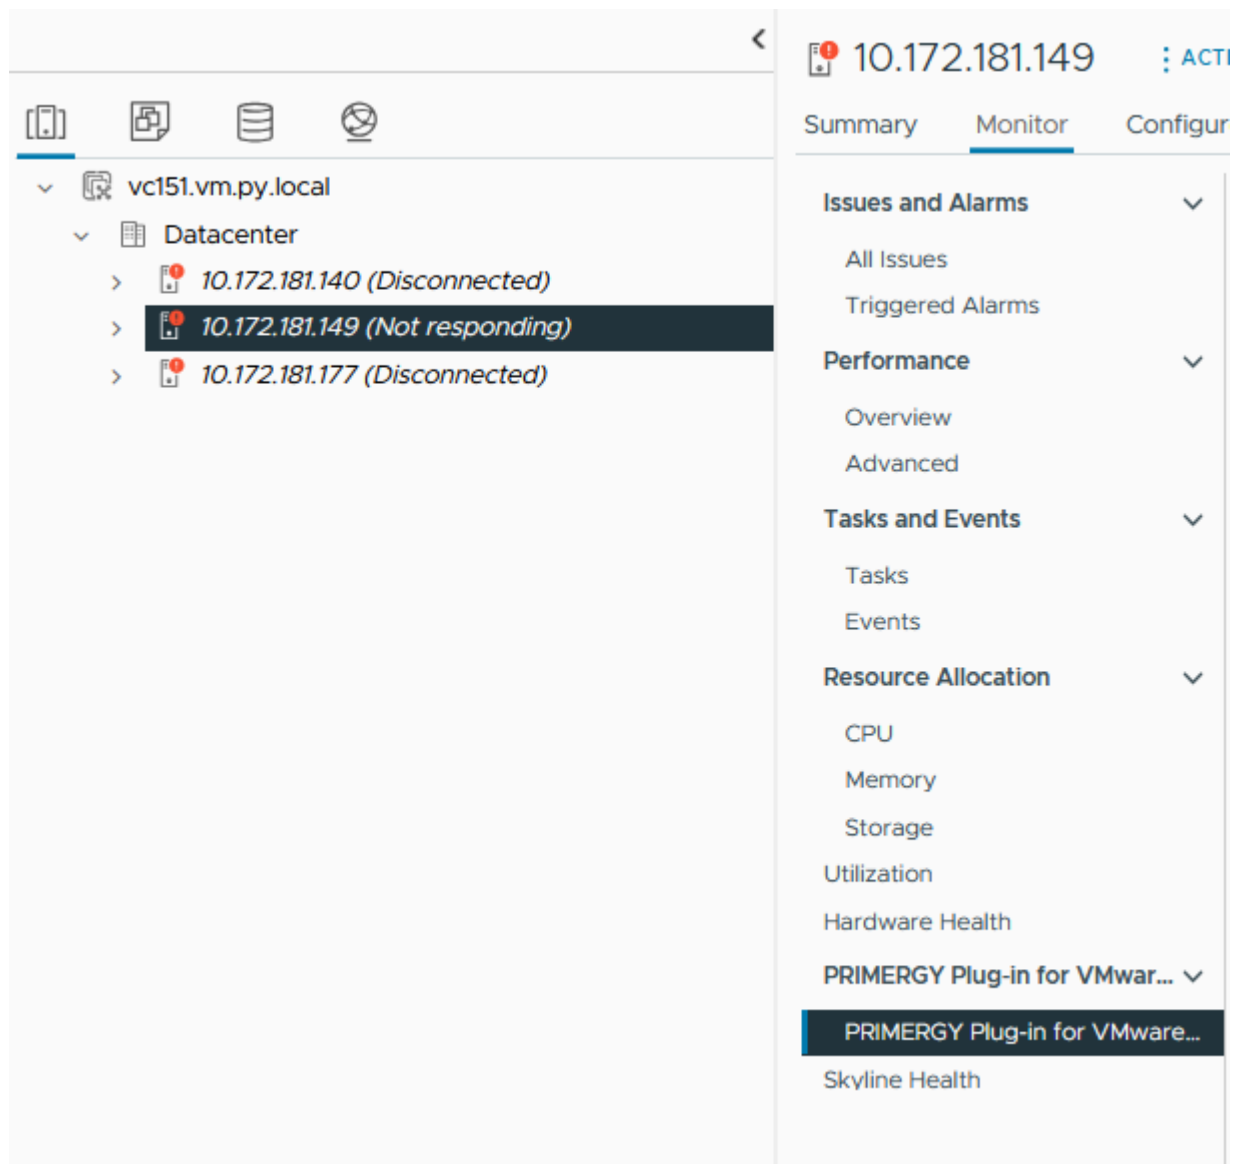 10.172.181.149
ACTI
Summary Monitor Configur
vc151.vm.py.local
Datacenter
10.172.181.140 (Disconnected)
10.172.181.149 (Not responding)
10.172.181.177 (Disconnected)
Issues and Alarms
All Issues
Triggered Alarms
Performance
Overview
Advanced
Tasks and Events
Tasks
Events
Resource Allocation
CPU
Memory
Storage
Utilization
Hardware Health
PRIMERGY Plug-in for VMwar...
PRIMERGY Plug-in for VMware...
Skyline Health